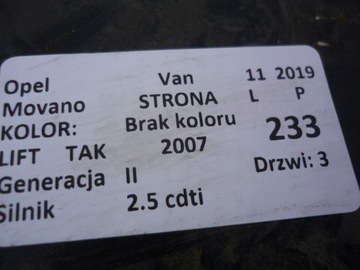 Opel Van 11 2019
Movano STRONA L P
KOLOR: Brak koloru 233
LIFT TAK 2007
Generacja II Drzwi: 3
Silnik 2.5 cdti